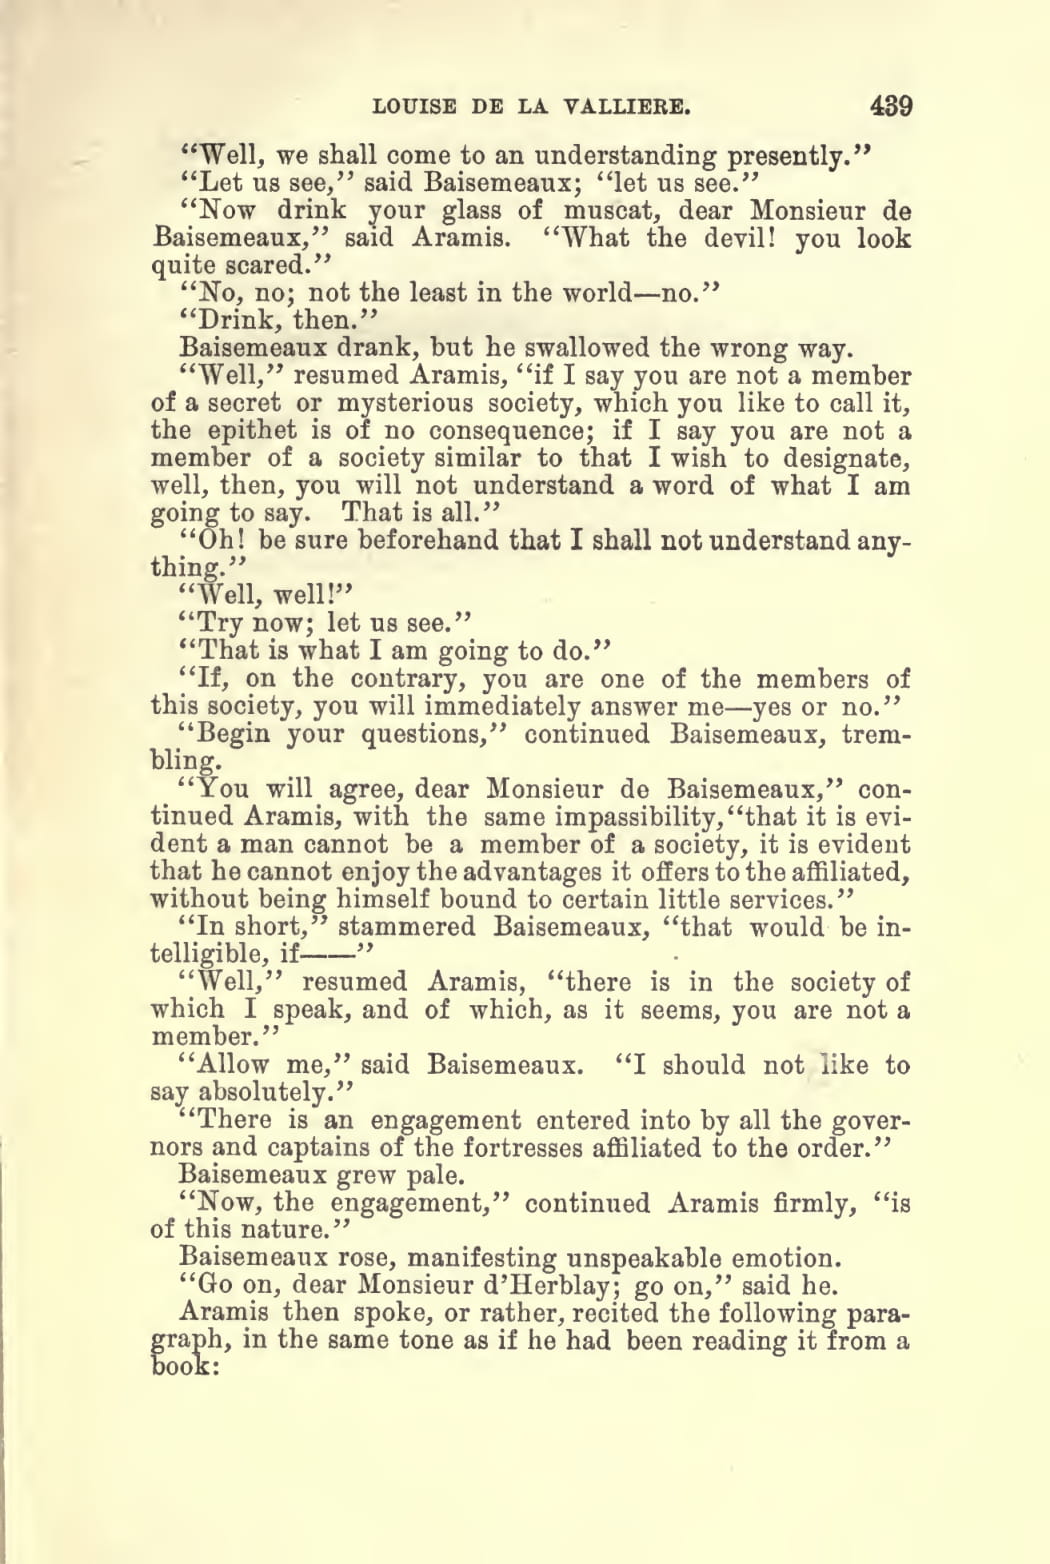 LOUISE DE LA VALLIERE. 439
“Well, we shall come to an understanding presently.”
“Let us see,” said Baisemeaux; “let us see.”
“Now drink your glass of muscat, dear Monsieur de
Baisemeaux,” said Aramis. “What the devil! you look
quite scared.”
“No, no; not the least in the world—no.”
“Drink, then.”
Baisemeaux drank, but he swallowed the wrong way.
“Well,” resumed Aramis, “if I say you are not a member
of a secret or mysterious society, which you like to call it,
the epithet is of no consequence; if I say you are not a
member of a society similar to that I wish to designate,
well, then, you will not understand a word of what I am
going to say. That is all.”
“Oh! be sure beforehand that I shall not understand any-
thing.”
“Well, well!”
“Try now; let us see.”
“That is what I am going to do.”
“If, on the contrary, you are one of the members of
this society, you will immediately answer me—yes or no.”
“Begin your questions,” continued Baisemeaux, trem-
bling.
“You will agree, dear Monsieur de Baisemeaux,” con-
tinued Aramis, with the same impassibility,“that it is evi-
dent a man cannot be a member of a society, it is evident
that he cannot enjoy the advantages it offers to the affiliated,
without being himself bound to certain little services.”
“In short,” stammered Baisemeaux, “that would be in-
telligible, if——”
“Well,” resumed Aramis, “there is in the society of
which I speak, and of which, as it seems, you are not a
member.”
“Allow me,” said Baisemeaux. “I should not like to
say absolutely.”
“There is an engagement entered into by all the gover-
nors and captains of the fortresses affiliated to the order.”
Baisemeaux grew pale.
“Now, the engagement,” continued Aramis firmly, “is
of this nature.”
Baisemeaux rose, manifesting unspeakable emotion.
“Go on, dear Monsieur d’Herblay; go on,” said he.
Aramis then spoke, or rather, recited the following para-
graph, in the same tone as if he had been reading it from a
book: